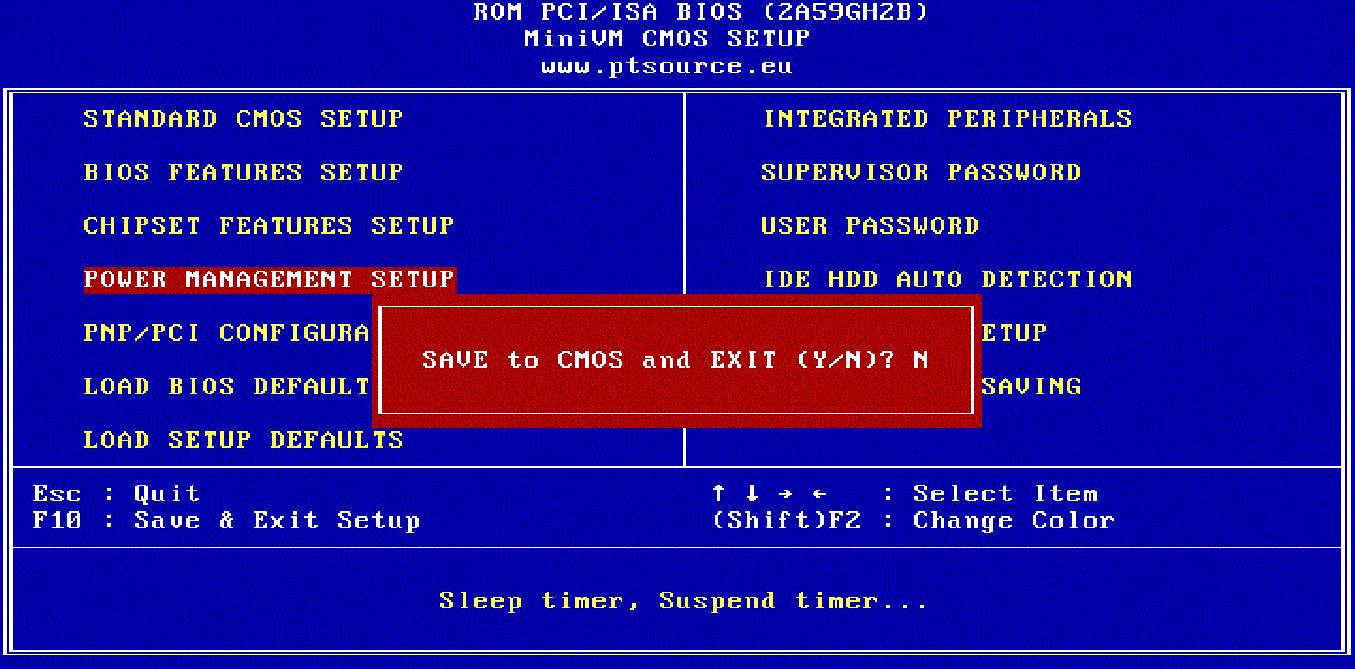 ROM PCI/ISA BIOS (2A59GH2B)
MiniVM CMOS SETUP
www.ptsource.eu
STANDARD CMOS SETUP
BIOS FEATURES SETUP
CHIPSET FEATURES SETUP
POWER MANAGEMENT SETUP
PNP/PCI CONFIGURA
LOAD BIOS DEFAULT
LOAD SETUP DEFAULTS
INTEGRATED PERIPHERALS
SUPERVISOR PASSWORD
USER PASSWORD
IDE HDD AUTO DETECTION
ETUP
SAVING
SAVE to CMOS and EXIT (Y/N)? N
Esc : Quit
F10 : Save & Exit Setup
↑ ↓ → ← : Select Item
(Shift)F2 : Change Color
Sleep timer, Suspend timer...